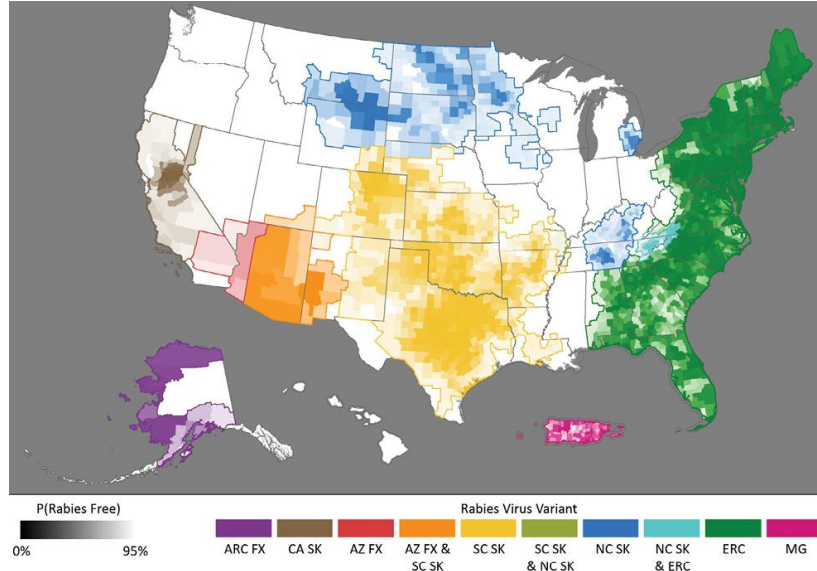 P(Rabies Free)
0% 95%
Rabies Virus Variant
ARC FX CA SK AZ FX AZ FX & SC SK SC SK SC SK & NC SK NC SK NC SK & ERC ERC MG